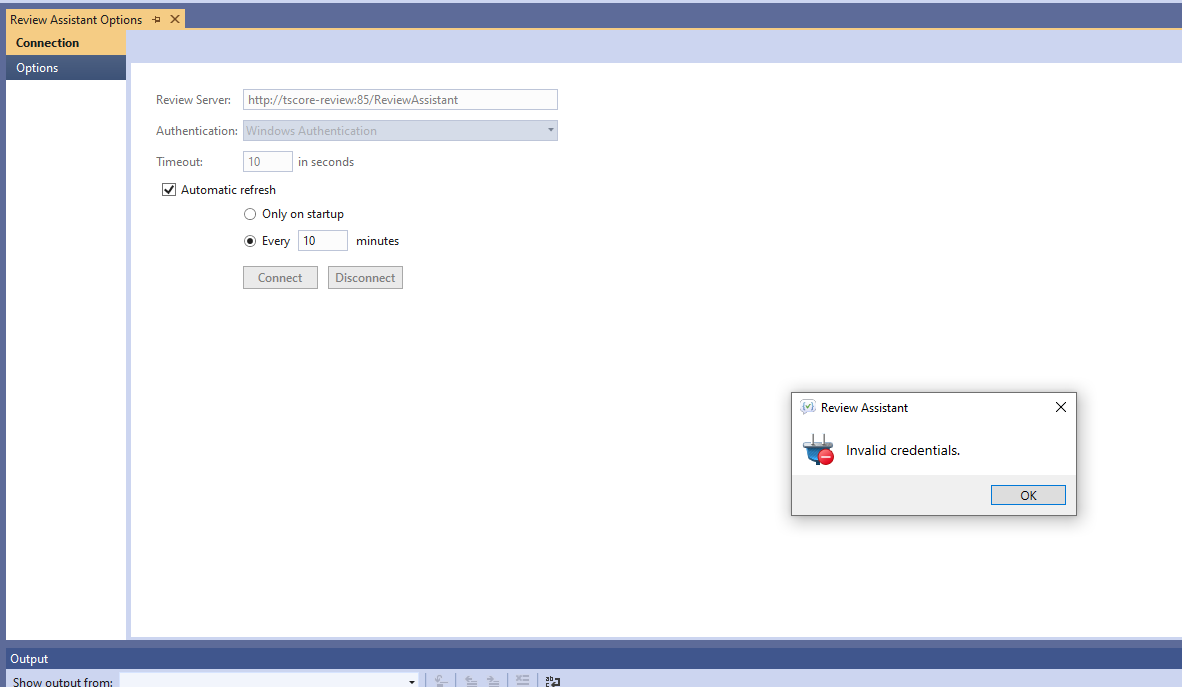 Review Assistant Options
Connection
Options
Review Server: http://tscore-review:85/ReviewAssistant
Authentication: Windows Authentication
Timeout: 10 in seconds
Automatic refresh
Only on startup
Every 10 minutes
Connect Disconnect
Review Assistant
Invalid credentials.
OK
Output
Show output from: